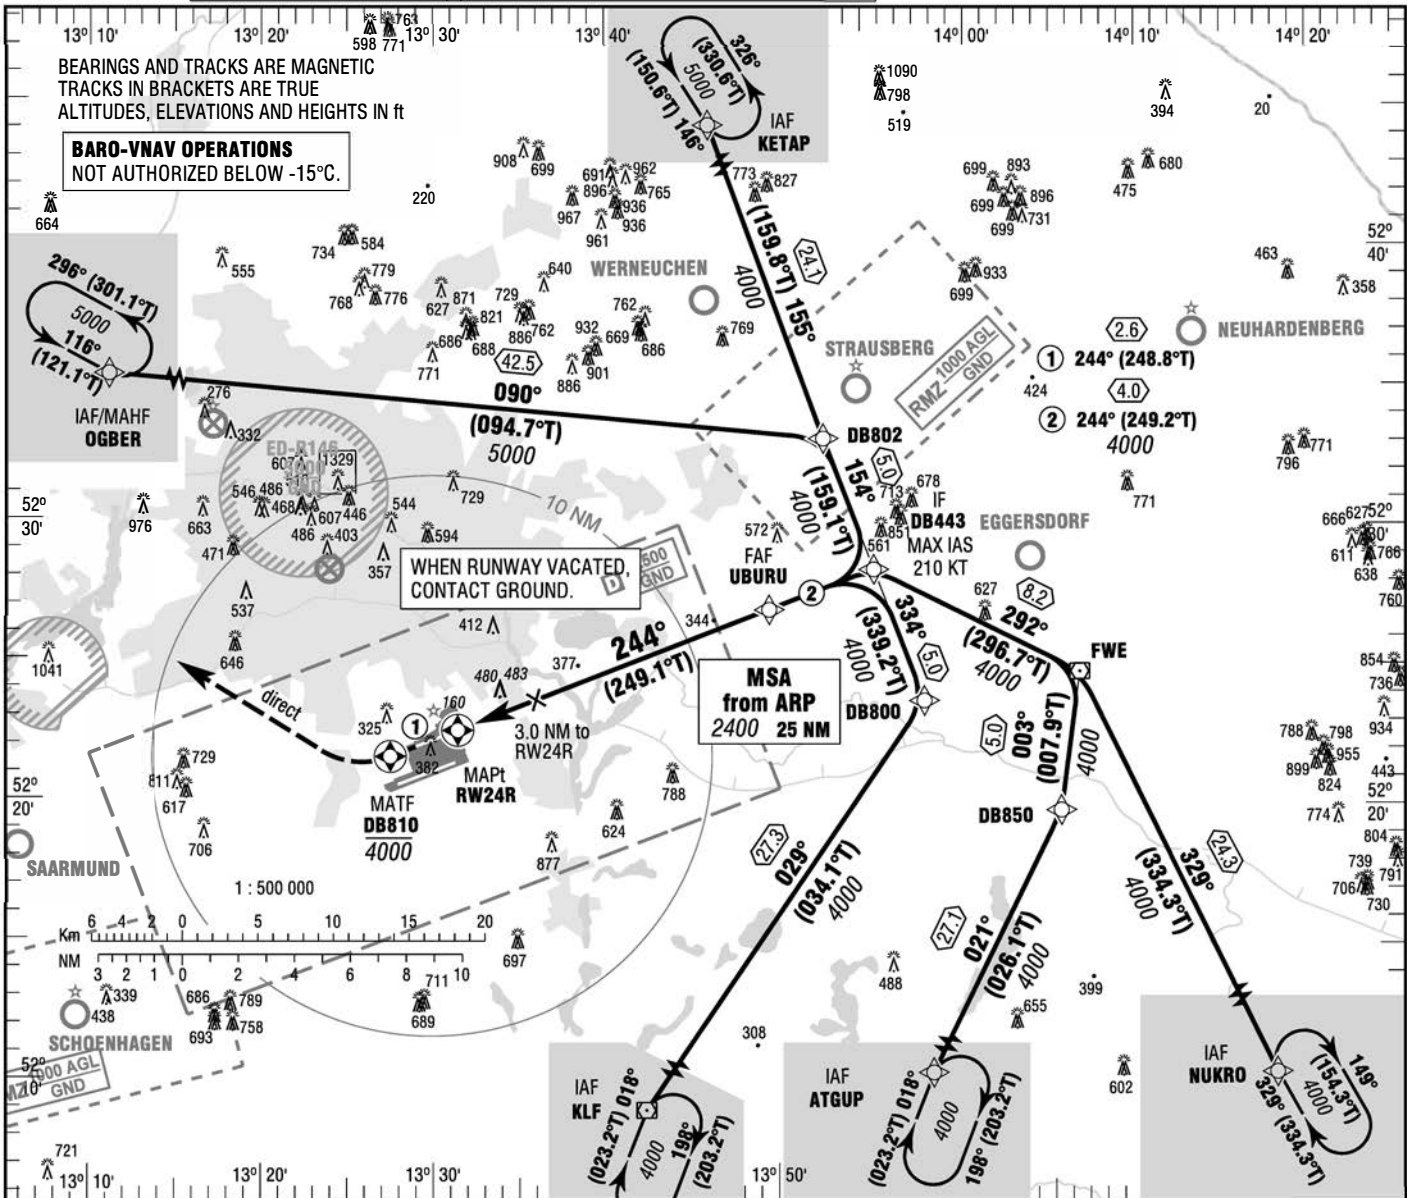 13° 10'
13° 20'
13° 30'
13° 40'
14° 00'
14° 10'
14° 20'
598
763
771
BEARINGS AND TRACKS ARE MAGNETIC
TRACKS IN BRACKETS ARE TRUE
ALTITUDES, ELEVATIONS AND HEIGHTS IN ft
BARO-VNAV OPERATIONS
NOT AUTHORIZED BELOW -15°C.
326°
(330.6°T)
5000
(150.6°T) 146°
IAF
KETAP
1090
798
519
394
20
908
699
691
962
896
765
967
936
936
961
773
827
699
893
896
699
699
731
680
475
664
220
734
584
555
52°
40'
463
358
WERNEUCHEN
640
779
768
776
627
871
821
686
688
729
886
762
932
669
762
686
769
771
886
901
933
699
(159.8°T) 155°
24.1
4000
STRAUSBERG
RMZ 1000 AGL
GND
NEUHARDENBERG
2.6
1 244° (248.8°T)
4.0
2 244° (249.2°T)
4000
424
296° (301.1°T)
5000
116°
(121.1°T)
IAF/MAHF
OGBER
42.5
090°
(094.7°T)
5000
276
332
ED-R146
607
1329
546
486
468
607
446
486
403
544
357
471
663
976
729
594
52°
30'
10 NM
DB802
5.0
154°
(159.1°T)
4000
713
678
851
561
572
IF
DB443
MAX IAS
210 KT
EGGERSDORF
796
771
771
666
627
52°
30'
611
766
638
760
WHEN RUNWAY VACATED,
CONTACT GROUND.
D
GND
FAF
UBURU
2
537
646
1041
412
344
377
480
483
244°
(249.1°T)
334°
(339.2°T)
4000
5.0
DB800
627
8.2
292°
(296.7°T)
4000
FWE
MSA
from ARP
2400 25 NM
003°
(007.9°T)
5.0
4000
DB850
854
736
934
788
798
955
899
824
443
52°
20'
774
804
739
791
706
730
direct
325
1
160
382
3.0 NM to
RW24R
MAPt
RW24R
MATF
DB810
4000
729
811
617
706
52°
20'
SAARMUND
788
624
877
27.3
029°
(034.1°T)
4000
27.1
021°
(026.1°T)
4000
24.3
329°
(334.3°T)
4000
1 : 500 000
6 4 2 0 5 10 15 20
Km
NM
3 2 1 0 2 4 6 8 10
697
711
689
339
438
686
789
693
758
SCHOENHAGEN
GND
52°
10'
721
488
399
655
308
602
IAF
KLF
(023.2°T) 018°
4000
198°
(203.2°T)
IAF
ATGUP
(023.2°T) 018°
4000
198° (203.2°T)
IAF
NUKRO
149°
(154.3°T)
4000
329° (334.3°T)
13° 10'
13° 20'
13° 30'
13° 50'